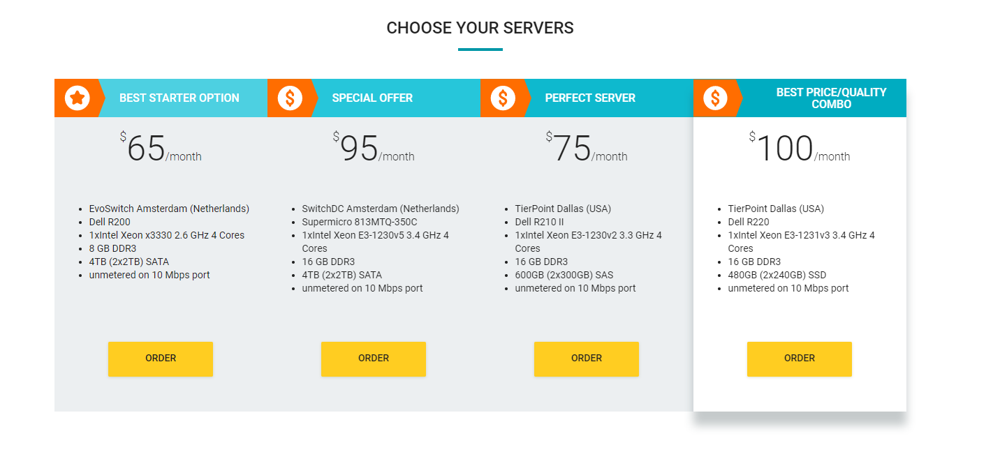 CHOOSE YOUR SERVERS
BEST STARTER OPTION
$65/month
EvoSwitch Amsterdam (Netherlands)
Dell R200
1xIntel Xeon x3330 2.6 GHz 4 Cores
8 GB DDR3
4TB (2x2TB) SATA
unmetered on 10 Mbps port
ORDER
$ SPECIAL OFFER
$95/month
SwitchDC Amsterdam (Netherlands)
Supermicro 813MTQ-350C
1xIntel Xeon E3-1230v5 3.4 GHz 4
Cores
16 GB DDR3
4TB (2x2TB) SATA
unmetered on 10 Mbps port
ORDER
$ PERFECT SERVER
$75/month
TierPoint Dallas (USA)
Dell R210 II
1xIntel Xeon E3-1230v2 3.3 GHz 4
Cores
16 GB DDR3
600GB (2x300GB) SAS
unmetered on 10 Mbps port
ORDER
$ BEST PRICE/QUALITY
COMBO
$100/month
TierPoint Dallas (USA)
Dell R220
1xIntel Xeon E3-1231v3 3.4 GHz 4
Cores
16 GB DDR3
480GB (2x240GB) SSD
unmetered on 10 Mbps port
ORDER